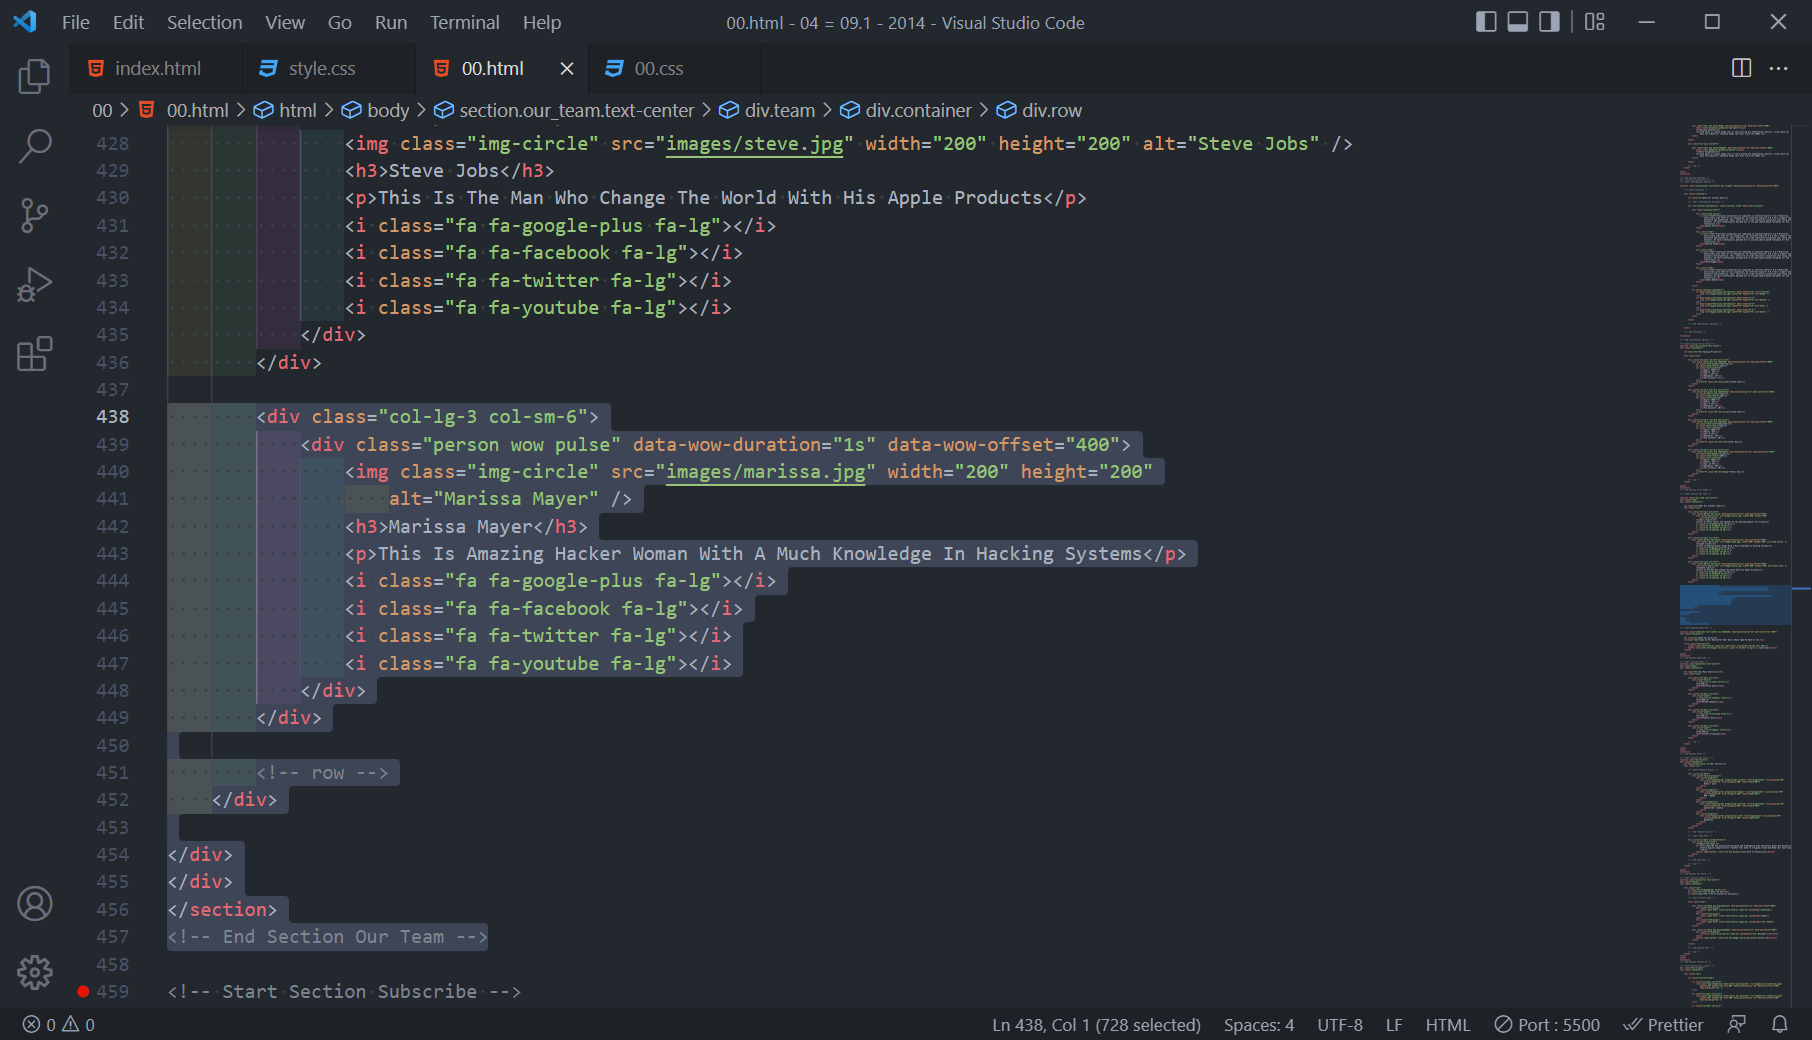 File Edit Selection View Go Run Terminal Help
00.html - 04 = 09.1 - 2014 - Visual Studio Code
index.html style.css 00.html 00.css
00 > 00.html > html > body > section.our_team.text-center > div.team > div.container > div.row
428 <img class="img-circle" src="images/steve.jpg" width="200" height="200" alt="Steve Jobs" />
429 <h3>Steve Jobs</h3>
430 <p>This Is The Man Who Change The World With His Apple Products</p>
431 <i class="fa fa-google-plus fa-lg"></i>
432 <i class="fa fa-facebook fa-lg"></i>
433 <i class="fa fa-twitter fa-lg"></i>
434 <i class="fa fa-youtube fa-lg"></i>
435 </div>
436 </div>
437
438 <div class="col-lg-3 col-sm-6">
439 <div class="person wow pulse" data-wow-duration="1s" data-wow-offset="400">
440 <img class="img-circle" src="images/marissa.jpg" width="200" height="200"
441 alt="Marissa Mayer" />
442 <h3>Marissa Mayer</h3>
443 <p>This Is Amazing Hacker Woman With A Much Knowledge In Hacking Systems</p>
444 <i class="fa fa-google-plus fa-lg"></i>
445 <i class="fa fa-facebook fa-lg"></i>
446 <i class="fa fa-twitter fa-lg"></i>
447 <i class="fa fa-youtube fa-lg"></i>
448 </div>
449 </div>
450
451 <!-- row -->
452 </div>
453
454 </div>
455 </div>
456 </section>
457 <!-- End Section Our Team -->
458
459 <!-- Start Section Subscribe -->
0 0 Ln 438, Col 1 (728 selected) Spaces: 4 UTF-8 LF HTML Port : 5500 Prettier